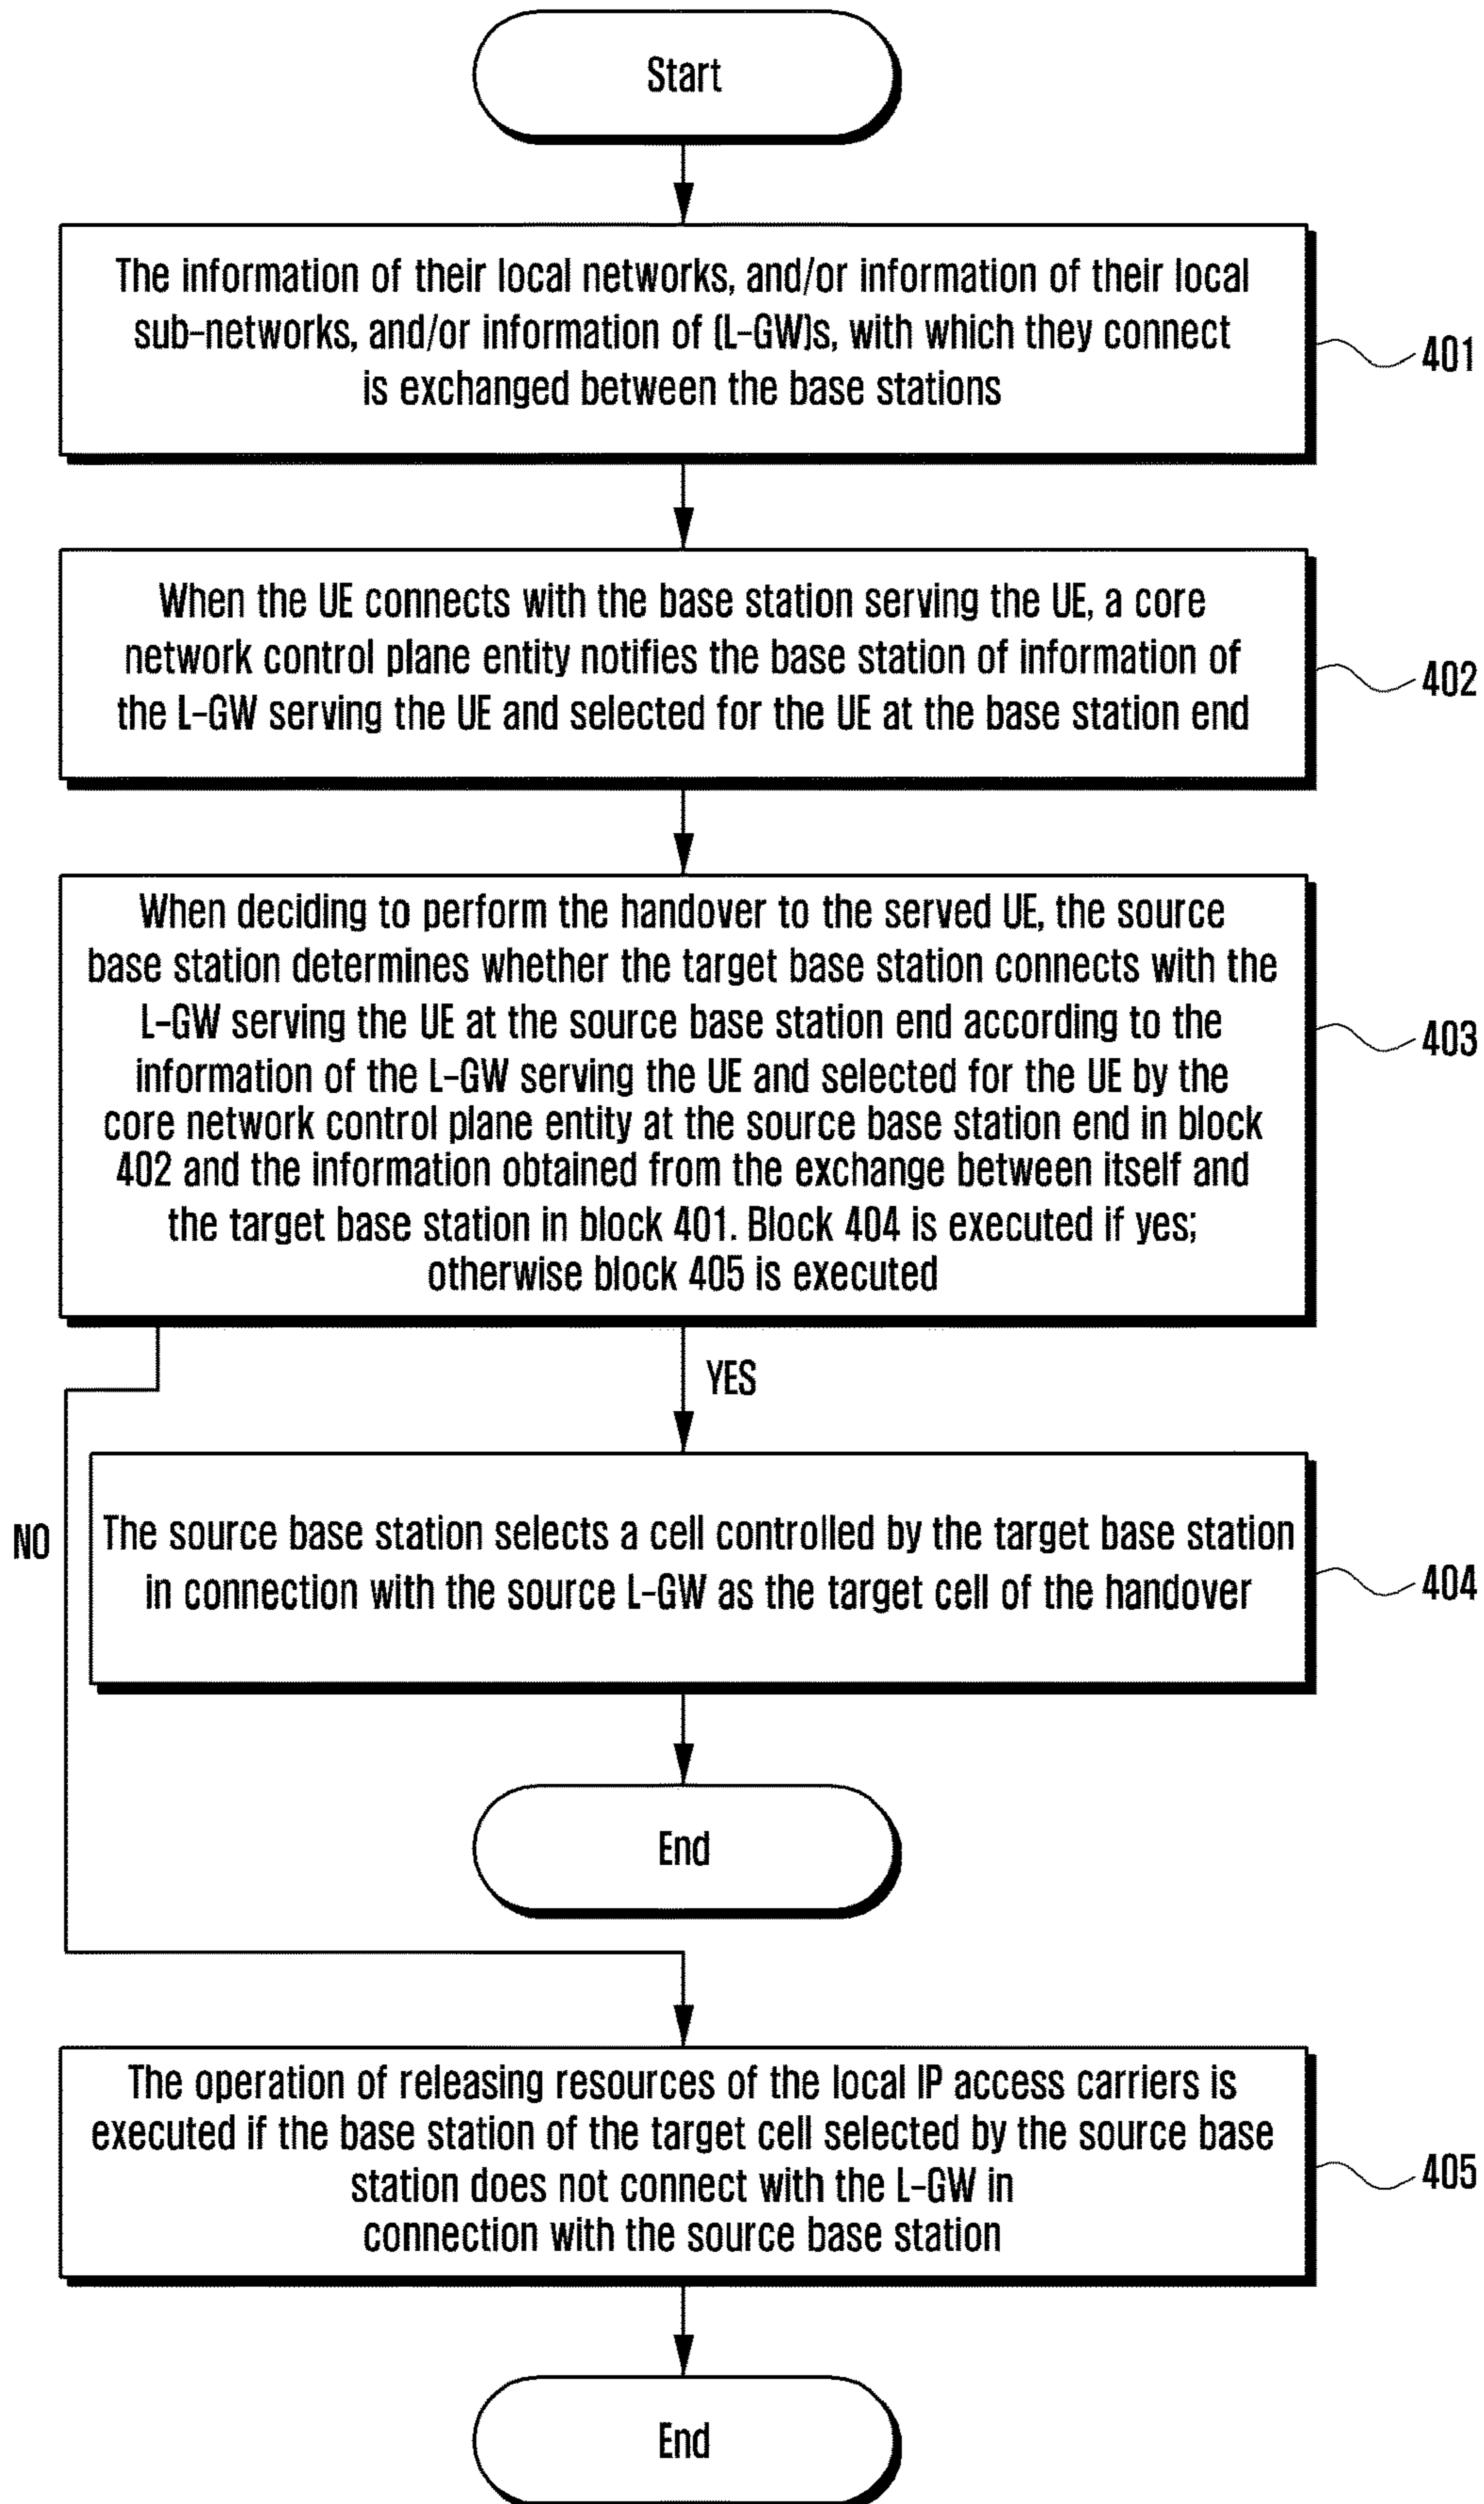 Start
The information of their local networks, and/or information of their local
sub-networks, and/or information of (L-GW)s, with which they connect
is exchanged between the base stations
401
When the UE connects with the base station serving the UE, a core
network control plane entity notifies the base station of information of
the L-GW serving the UE and selected for the UE at the base station end
402
When deciding to perform the handover to the served UE, the source
base station determines whether the target base station connects with the
L-GW serving the UE at the source base station end according to the
information of the L-GW serving the UE and selected for the UE by the
core network control plane entity at the source base station end in block
402 and the information obtained from the exchange between itself and
the target base station in block 401. Block 404 is executed if yes;
otherwise block 405 is executed
403
YES
NO
The source base station selects a cell controlled by the target base station
in connection with the source L-GW as the target cell of the handover
404
End
The operation of releasing resources of the local IP access carriers is
executed if the base station of the target cell selected by the source base
station does not connect with the L-GW in
connection with the source base station
405
End